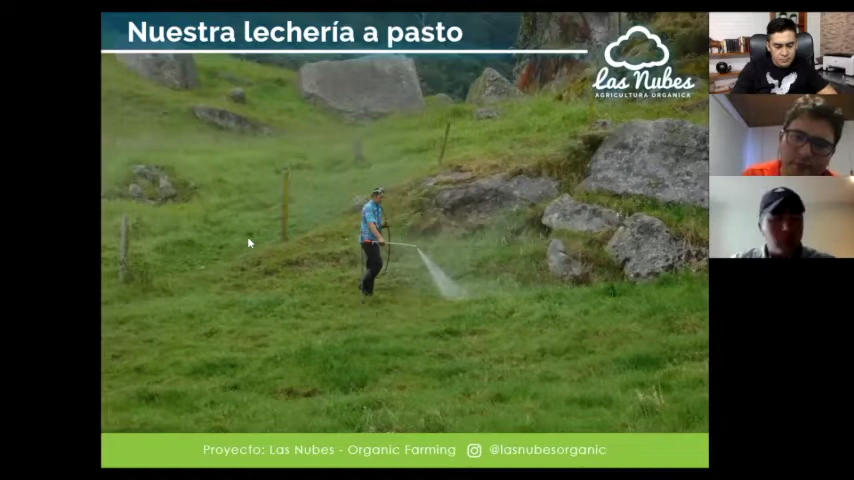 Nuestra lechería a pasto
Las Nubes
AGRICULTURA ORGÁNICA
Proyecto: Las Nubes - Organic Farming @lasnubesorganic